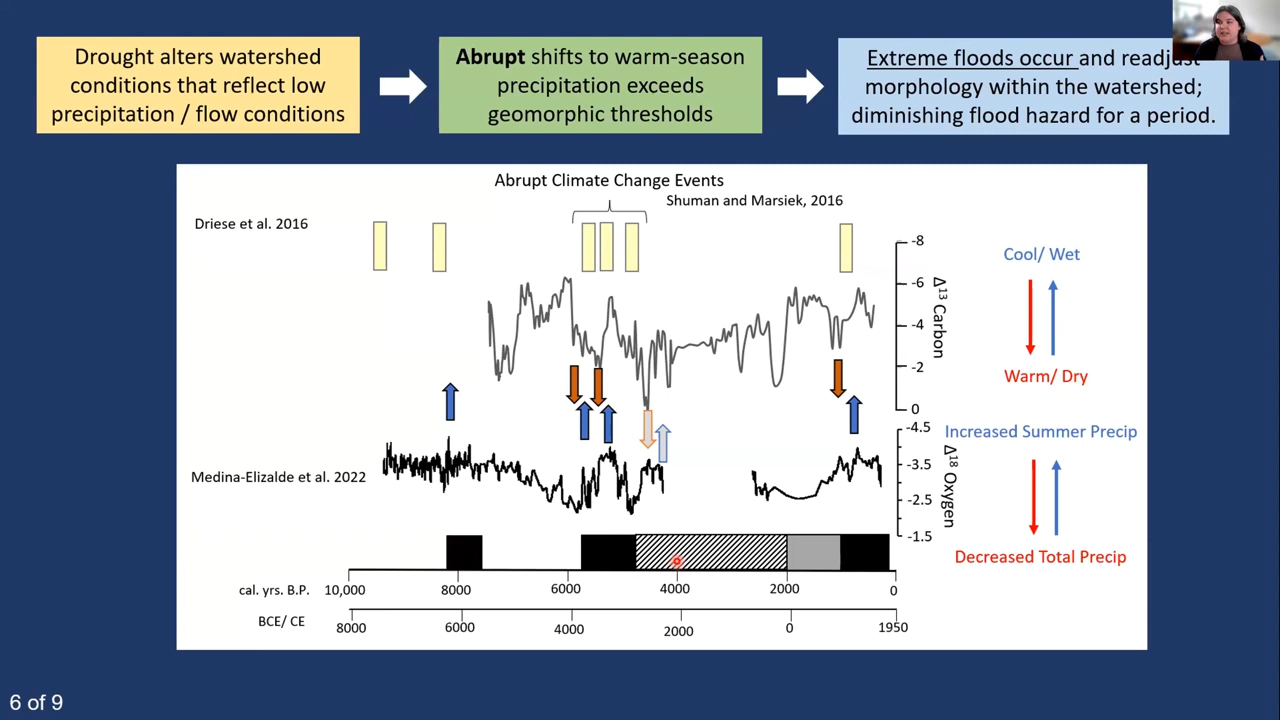 Drought alters watershed
conditions that reflect low
precipitation / flow conditions
Abrupt shifts to warm-season
precipitation exceeds
geomorphic thresholds
Extreme floods occur and readjust
morphology within the watershed;
diminishing flood hazard for a period.
Abrupt Climate Change Events
Shuman and Marsiek, 2016
Driese et al. 2016
-8
-6
-4
-2
0
Δ13 Carbon
Cool/ Wet
Warm/ Dry
Medina-Elizalde et al. 2022
-4.5
-3.5
-2.5
-1.5
Δ18 Oxygen
Increased Summer Precip
Decreased Total Precip
cal. yrs. B.P. 10,000 8000 6000 4000 2000 0
BCE/ CE 8000 6000 4000 2000 0 1950
6 of 9